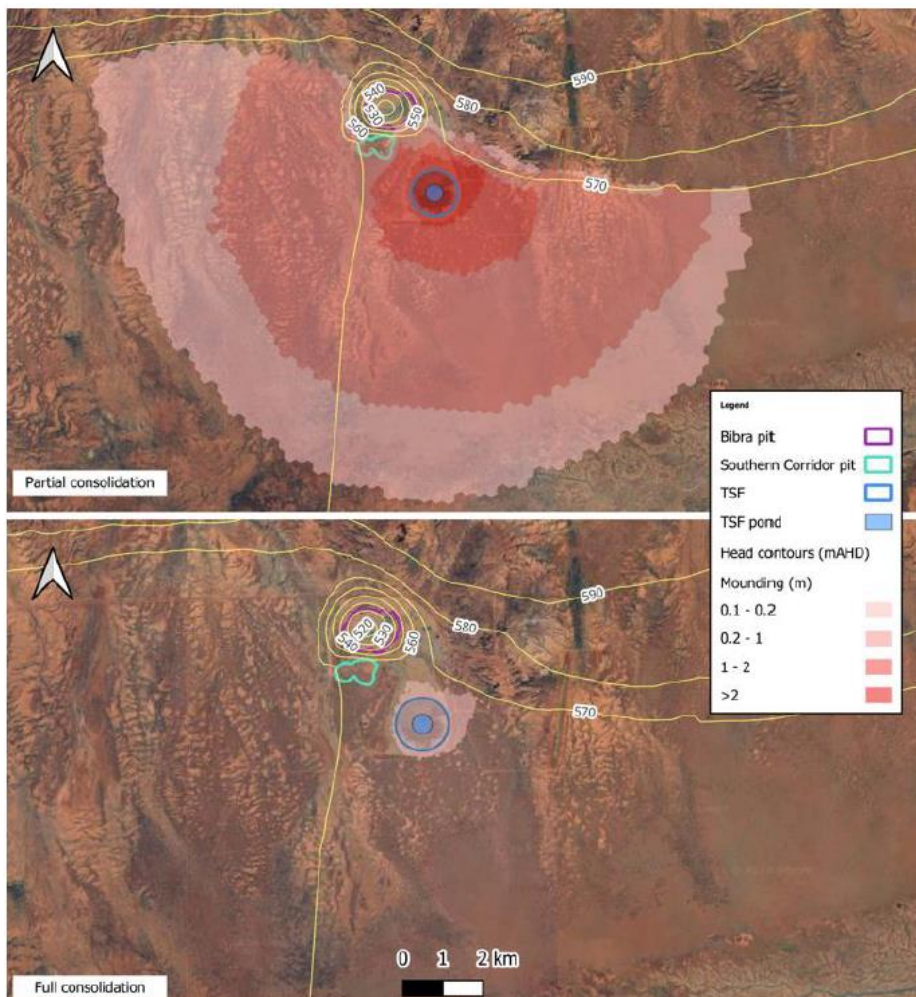 590
580
570
540
530
550
560
Partial consolidation
Legend
Bibra pit
Southern Corridor pit
TSF
TSF pond
Head contours (mAHD)
Mounding (m)
0.1 - 0.2
0.2 - 1
1 - 2
>2
590
580
570
520
530
540
560
0 1 2 km
Full consolidation